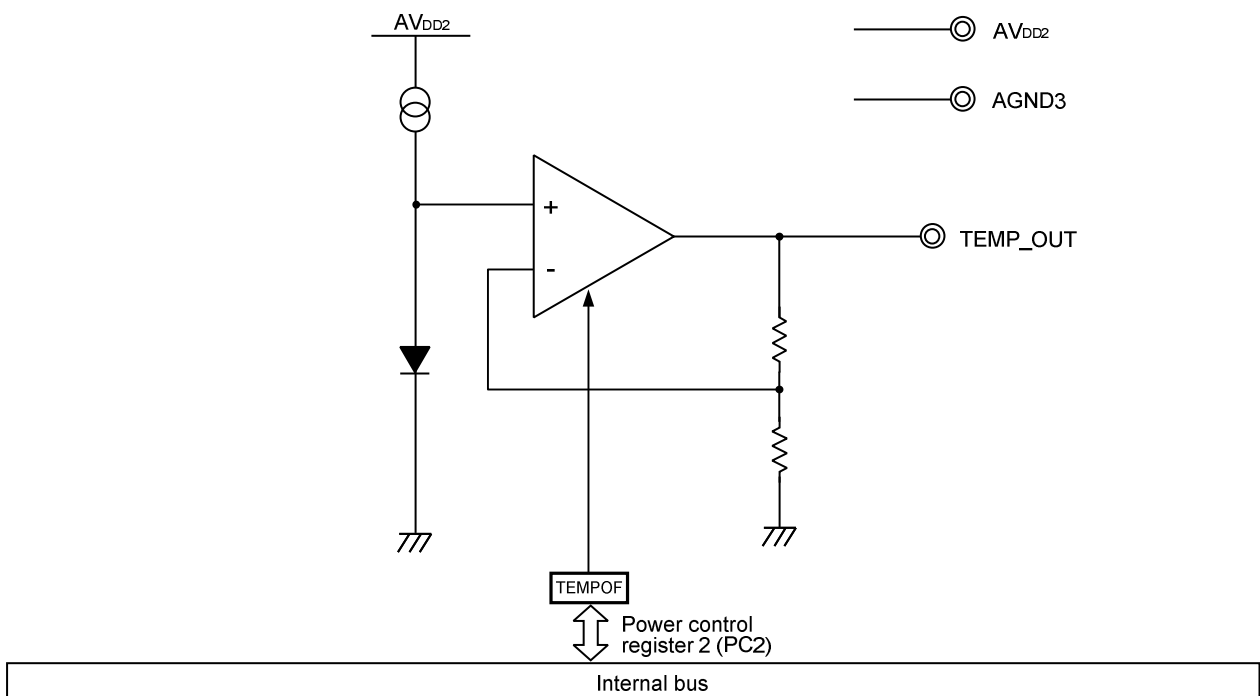 AVDD2
AVDD2
AGND3
+
-
TEMP_OUT
TEMPOF
Power control
register 2 (PC2)
Internal bus